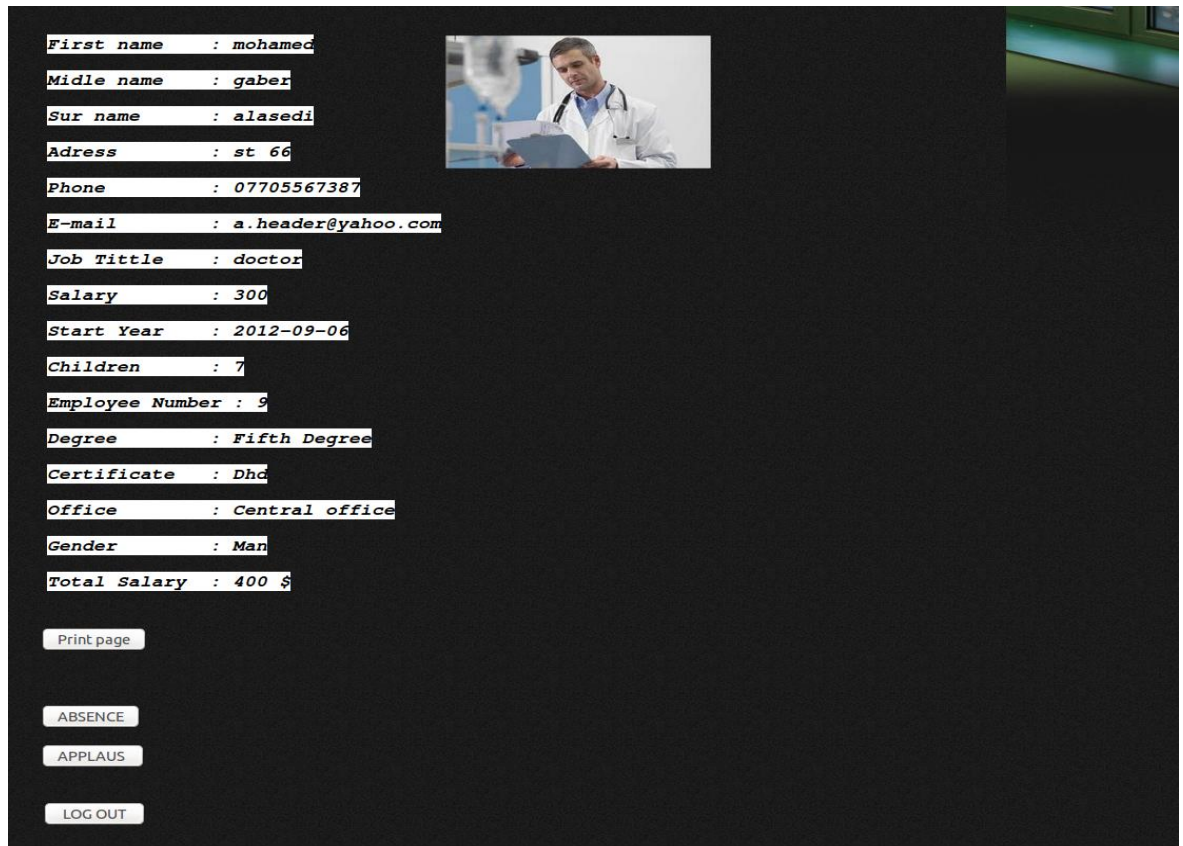 First name : mohamed
Midle name : gaber
Sur name : alasedi
Adress : st 66
Phone : 07705567387
E-mail : a.header@yahoo.com
Job Tittle : doctor
Salary : 300
Start Year : 2012-09-06
Children : 7
Employee Number : 9
Degree : Fifth Degree
Certificate : Dhd
Office : Central office
Gender : Man
Total Salary : 400 $
Print page
ABSENCE
APPLAUS
LOG OUT